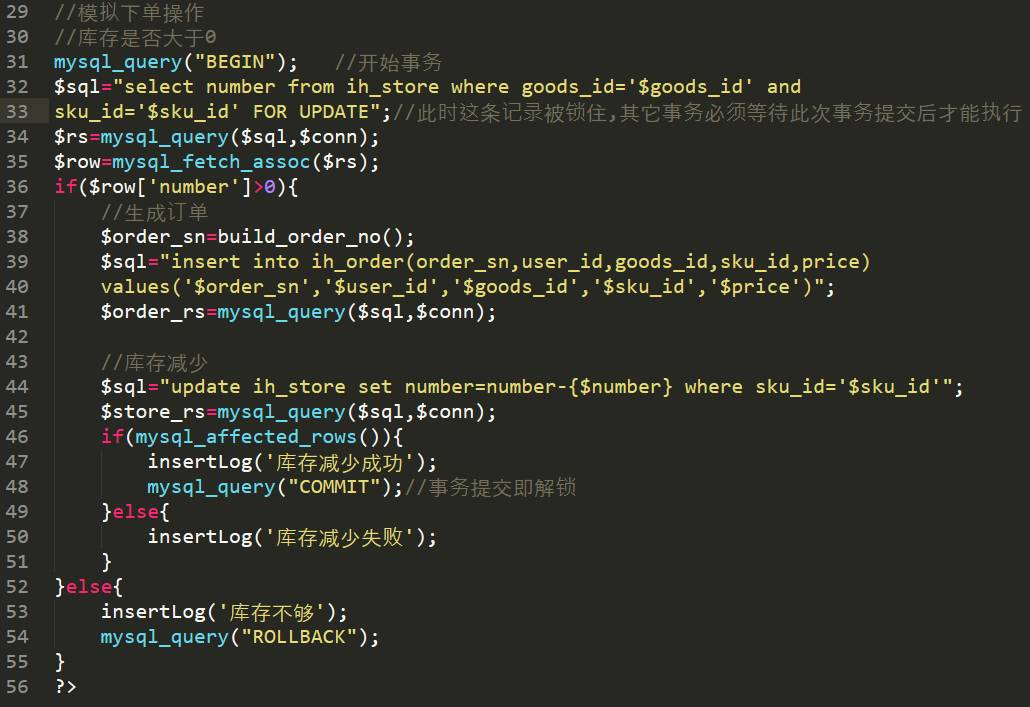 29 //模拟下单操作
30 //库存是否大于0
31 mysql_query("BEGIN");   //开始事务
32 $sql="select number from ih_store where goods_id='$goods_id' and
33 sku_id='$sku_id' FOR UPDATE";//此时这条记录被锁住,其它事务必须等待此次事务提交后才能执行
34 $rs=mysql_query($sql,$conn);
35 $row=mysql_fetch_assoc($rs);
36 if($row['number']>0){
37     //生成订单
38     $order_sn=build_order_no();
39     $sql="insert into ih_order(order_sn,user_id,goods_id,sku_id,price)
40     values('$order_sn','$user_id','$goods_id','$sku_id','$price')";
41     $order_rs=mysql_query($sql,$conn);
42
43     //库存减少
44     $sql="update ih_store set number=number-{$number} where sku_id='$sku_id'";
45     $store_rs=mysql_query($sql,$conn);
46     if(mysql_affected_rows()){
47         insertLog('库存减少成功');
48         mysql_query("COMMIT");//事务提交即解锁
49     }else{
50         insertLog('库存减少失败');
51     }
52 }else{
53     insertLog('库存不够');
54     mysql_query("ROLLBACK");
55 }
56 ?>